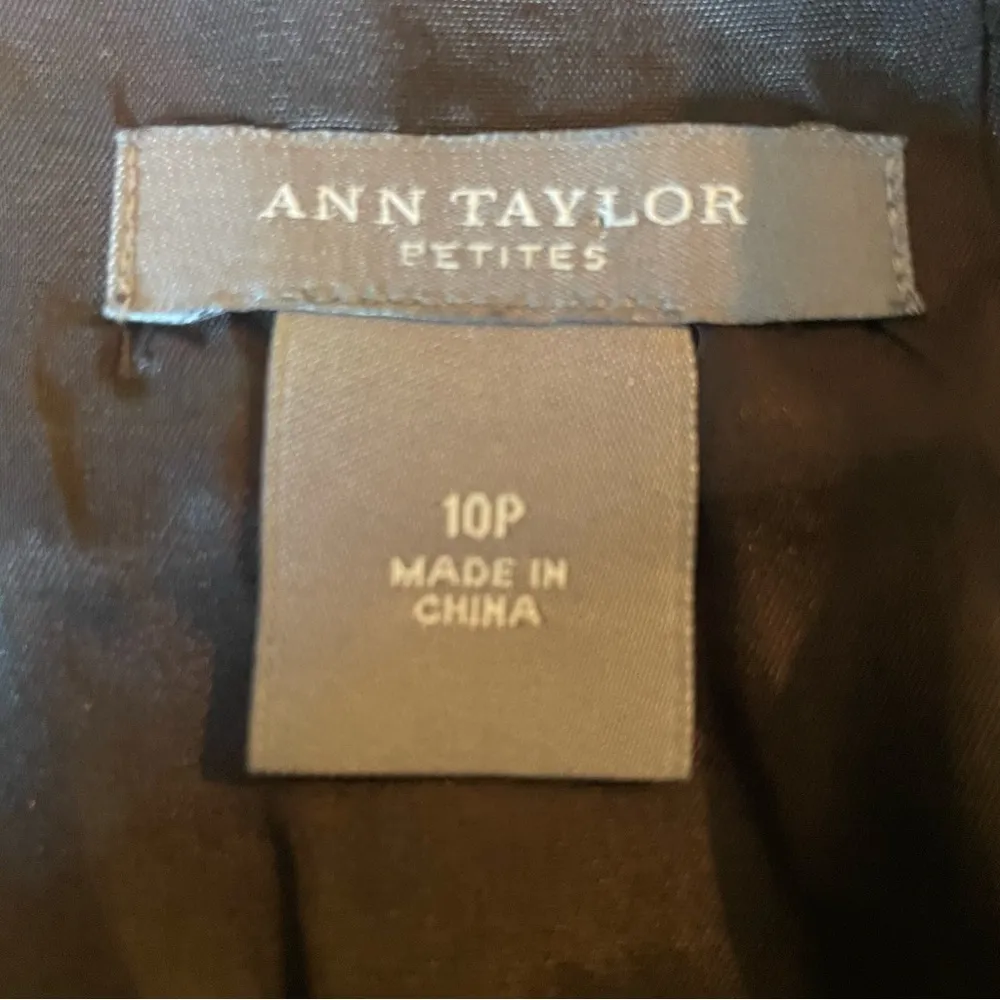 ANN TAYLOR
PETITES
10P
MADE IN
CHINA